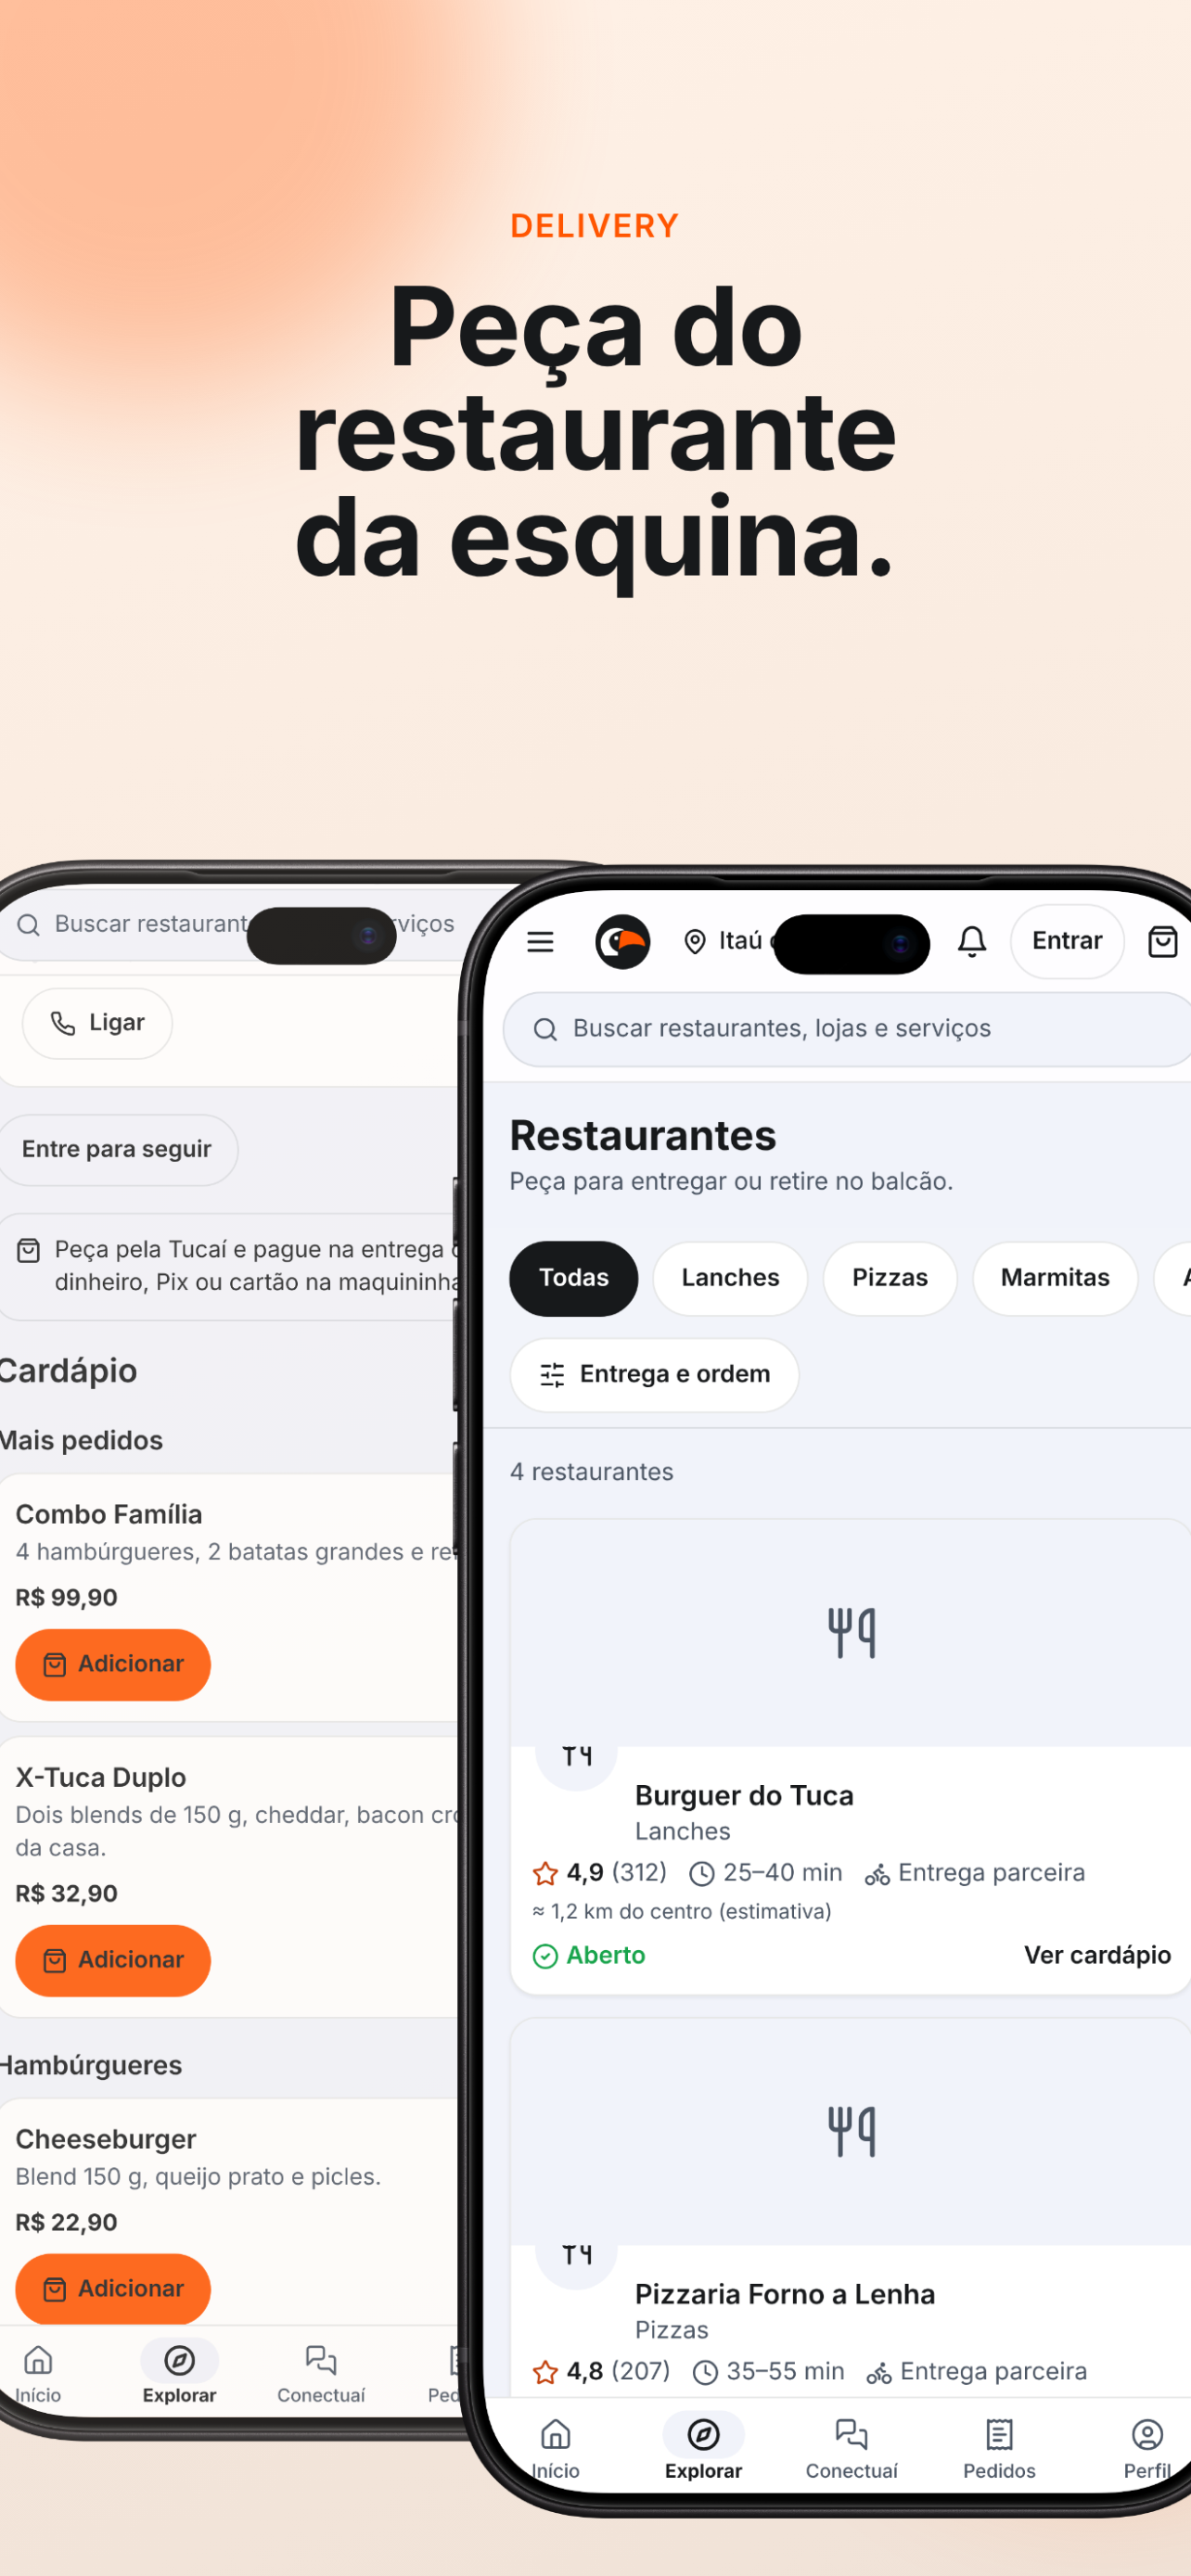 DELIVERY
Peça do
restaurante
da esquina.
Buscar restaurant
rviços
Ligar
Entre para seguir
Peça pela Tucaí e pague na entrega
dinheiro, Pix ou cartão na maquininha
Cardápio
Mais pedidos
Combo Família
4 hambúrgueres, 2 batatas grandes e re
R$ 99,90
Adicionar
X-Tuca Duplo
Dois blends de 150 g, cheddar, bacon cro
da casa.
R$ 32,90
Adicionar
Hambúrgueres
Cheeseburger
Blend 150 g, queijo prato e picles.
R$ 22,90
Adicionar
Início
Explorar
Conectuaí
Ped
Itaú
Entrar
Buscar restaurantes, lojas e serviços
Restaurantes
Peça para entregar ou retire no balcão.
Todas Lanches Pizzas Marmitas
Entrega e ordem
4 restaurantes
Burguer do Tuca
Lanches
4,9 (312) 25–40 min Entrega parceira
≈ 1,2 km do centro (estimativa)
Aberto Ver cardápio
Pizzaria Forno a Lenha
Pizzas
4,8 (207) 35–55 min Entrega parceira
Início Explorar Conectuaí Pedidos Perfil